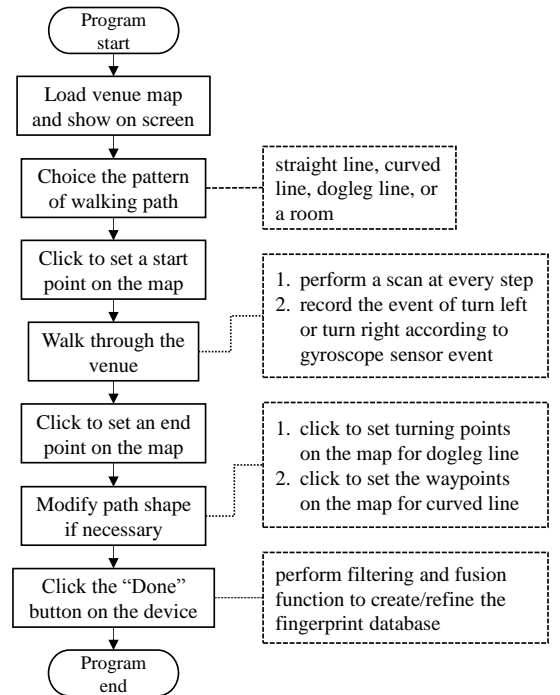 Program
start
Load venue map
and show on screen
Choice the pattern
of walking path
straight line, curved
line, dogleg line, or
a room
Click to set a start
point on the map
1. perform a scan at every step
2. record the event of turn left
or turn right according to
gyroscope sensor event
Walk through the
venue
Click to set an end
point on the map
1. click to set turning points
on the map for dogleg line
2. click to set the waypoints
on the map for curved line
Modify path shape
if necessary
Click the “Done”
button on the device
perform filtering and fusion
function to create/refine the
fingerprint database
Program
end